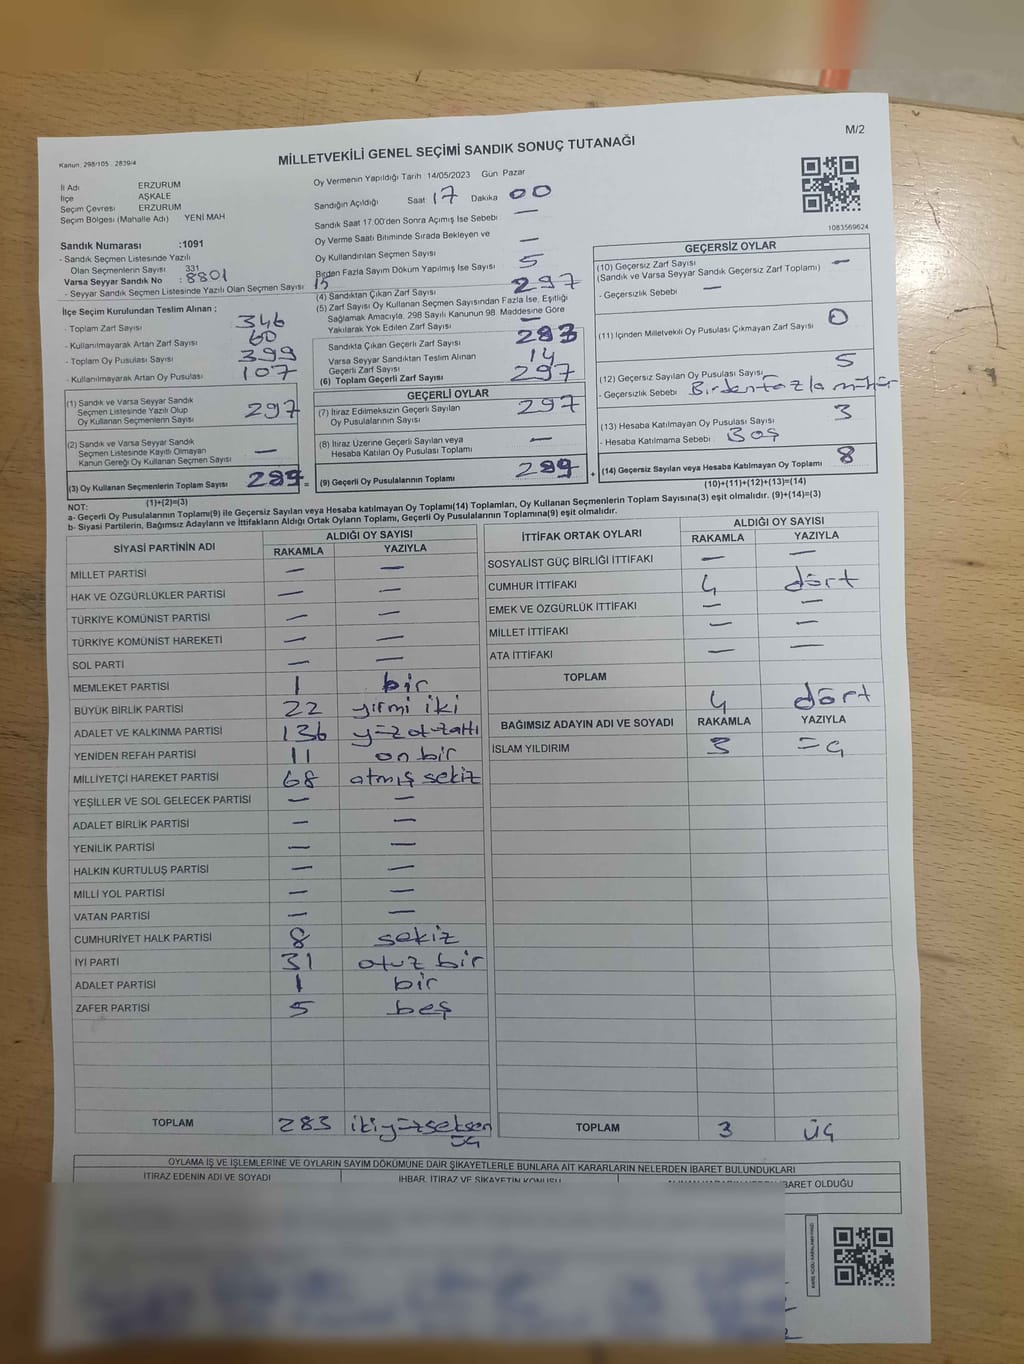 M/2
Kanun: 298/105 , 2839/4
MİLLETVEKİLİ GENEL SEÇİMİ SANDIK SONUÇ TUTANAĞI
İl Adı ERZURUM
İlçe AŞKALE
Seçim Çevresi ERZURUM
Seçim Bölgesi (Mahalle Adı) YENİ MAH
Sandık Numarası :1091
- Sandık Seçmen Listesinde Yazılı
Olan Seçmenlerin Sayısı 331
Varsa Seyyar Sandık No : 8801
- Seyyar Sandık Seçmen Listesinde Yazılı Olan Seçmen Sayısı 15
Oy Vermenin Yapıldığı Tarih 14/05/2023 Gün Pazar
Sandığın Açıldığı Saat 17 Dakika 00
Sandık Saat 17:00'den Sonra Açımış İse Sebebi —
Oy Verme Saati Bitiminde Sırada Bekleyen ve
Oy Kullandırılan Seçmen Sayısı —
Birden Fazla Sayım Döküm Yapılmış İse Sayısı 5
1083569624
İlçe Seçim Kurulundan Teslim Alınan ;
- Toplam Zarf Sayısı 346
- Kullanılmayarak Artan Zarf Sayısı 60
- Toplam Oy Pusulası Sayısı 399
- Kullanılmayarak Artan Oy Pusulası 107
(1) Sandık ve Varsa Seyyar Sandık
Seçmen Listesinde Yazılı Olup
Oy Kullanan Seçmenlerin Sayısı 297
(2) Sandık ve Varsa Seyyar Sandık
Seçmen Listesinde Kayıtlı Olmayan
Kanun Gereği Oy Kullanan Seçmen Sayısı —
(3) Oy Kullanan Seçmenlerin Toplam Sayısı
(1)+(2)=(3)
(4) Sandıktan Çıkan Zarf Sayısı 297
(5) Zarf Sayısı Oy Kullanan Seçmen Sayısından Fazla İse, Eşitliği
Sağlamak Amacıyla, 298 Sayılı Kanunun 98. Maddesine Göre
Yakılarak Yok Edilen Zarf Sayısı —
Sandıkta Çıkan Geçerli Zarf Sayısı 283
Varsa Seyyar Sandıktan Teslim Alınan
Geçerli Zarf Sayısı 14
(6) Toplam Geçerli Zarf Sayısı 297
GEÇERLİ OYLAR
(7) İtiraz Edilmeksizin Geçerli Sayılan
Oy Pusulalarının Sayısı 297
(8) İtiraz Üzerine Geçerli Sayılan veya
Hesaba Katılan Oy Pusulası Toplamı —
(9) Geçerli Oy Pusulalarının Toplamı
GEÇERSİZ OYLAR
(10) Geçersiz Zarf Sayısı
(Sandık ve Varsa Seyyar Sandık Geçersiz Zarf Toplamı) —
- Geçersizlik Sebebi —
(11) İçinden Milletvekili Oy Pusulası Çıkmayan Zarf Sayısı 0
(12) Geçersiz Sayılan Oy Pusulası Sayısı 5
- Geçersizlik Sebebi Birden fazla mühür
(13) Hesaba Katılmayan Oy Pusulası Sayısı 3
- Hesaba Katılmama Sebebi Boş
(14) Geçersiz Sayılan veya Hesaba Katılmayan Oy Toplamı 8
(10)+(11)+(12)+(13)=(14)
NOT:
a- Geçerli Oy Pusulalarının Toplamı(9) ile Geçersiz Sayılan veya Hesaba katılmayan Oy Toplamı(14) Toplamları, Oy Kullanan Seçmenlerin Toplam Sayısına(3) eşit olmalıdır. (9)+(14)=(3)
b- Siyasi Partilerin, Bağımsız Adayların ve İttifakların Aldığı Ortak Oyların Toplamı, Geçerli Oy Pusulalarının Toplamına(9) eşit olmalıdır.
SİYASİ PARTİNİN ADI ALDIĞI OY SAYISI
RAKAMLA YAZIYLA
MİLLET PARTİSİ — —
HAK VE ÖZGÜRLÜKLER PARTİSİ — —
TÜRKİYE KOMÜNİST PARTİSİ — —
TÜRKİYE KOMÜNİST HAREKETİ — —
SOL PARTİ — —
MEMLEKET PARTİSİ 1 bir
BÜYÜK BİRLİK PARTİSİ 22 yirmi iki
ADALET VE KALKINMA PARTİSİ 136 yüz otuzaltı
YENİDEN REFAH PARTİSİ 11 on bir
MİLLİYETÇİ HAREKET PARTİSİ 68 atmış sekiz
YEŞİLLER VE SOL GELECEK PARTİSİ — —
ADALET BİRLİK PARTİSİ — —
YENİLİK PARTİSİ — —
HALKIN KURTULUŞ PARTİSİ — —
MİLLİ YOL PARTİSİ — —
VATAN PARTİSİ — —
CUMHURİYET HALK PARTİSİ 8 sekiz
İYİ PARTİ 31 otuz bir
ADALET PARTİSİ 1 bir
ZAFER PARTİSİ 5 beş
TOPLAM 283 ikiyüzseksen
üç
İTTİFAK ORTAK OYLARI ALDIĞI OY SAYISI
RAKAMLA YAZIYLA
SOSYALİST GÜÇ BİRLİĞİ İTTİFAKI — —
CUMHUR İTTİFAKI 4 dört
EMEK VE ÖZGÜRLÜK İTTİFAKI — —
MİLLET İTTİFAKI — —
ATA İTTİFAKI — —
TOPLAM 4 dört
BAĞIMSIZ ADAYIN ADI VE SOYADI RAKAMLA YAZIYLA
İSLAM YILDIRIM 3 üç
TOPLAM 3 üç
OYLAMA İŞ VE İŞLEMLERİNE VE OYLARIN SAYIM DÖKÜMÜNE DAİR ŞİKAYETLERLE BUNLARA AİT KARARLARIN NELERDEN İBARET BULUNDUKLARI
İTİRAZ EDENİN ADI VE SOYADI İHBAR, İTİRAZ VE ŞİKAYETİN KONUSU İBARET OLDUĞU